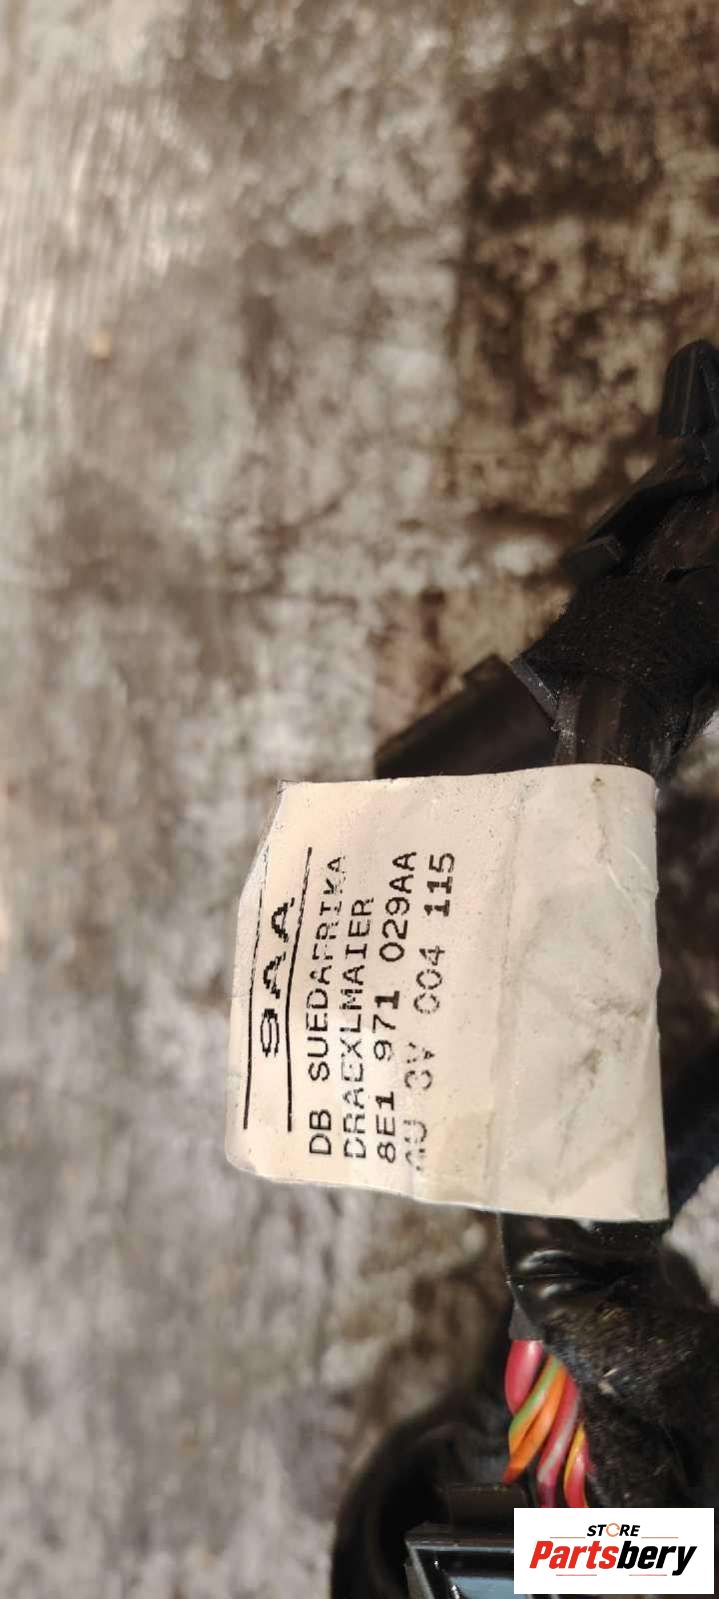 9AA
DB SUEDAFRIKA
DRAEXLMAIER
8E1 971 029AA
AU 3V 004 115
STORE
Partsbery